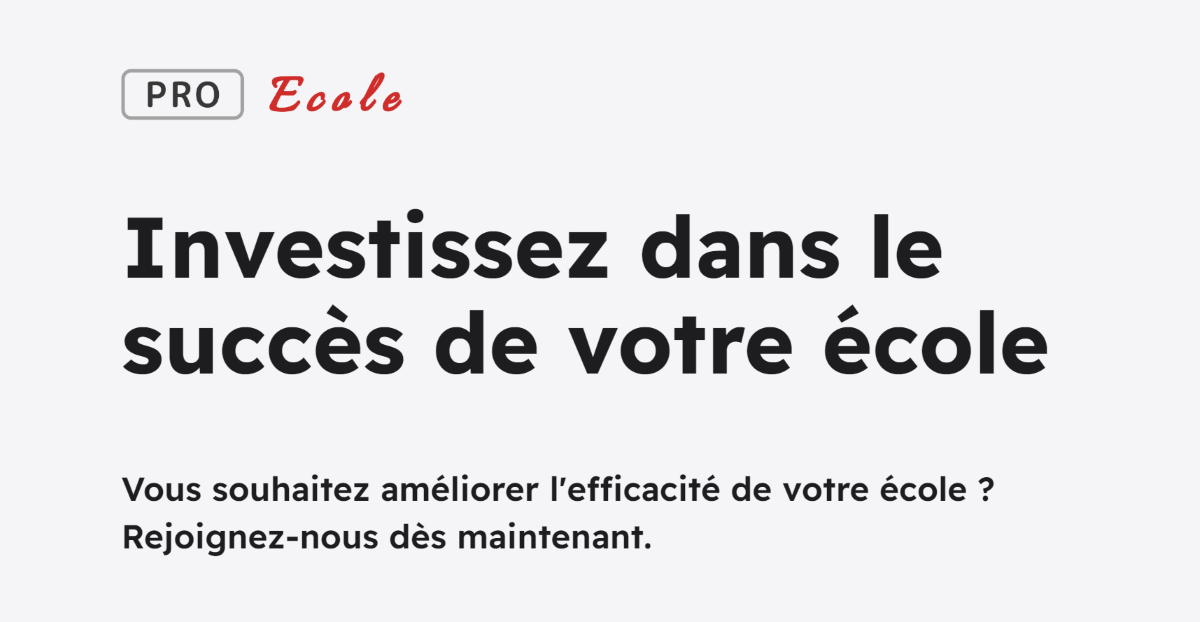 PRO Ecole
Investissez dans le
succès de votre école
Vous souhaitez améliorer l'efficacité de votre école ?
Rejoignez-nous dès maintenant.